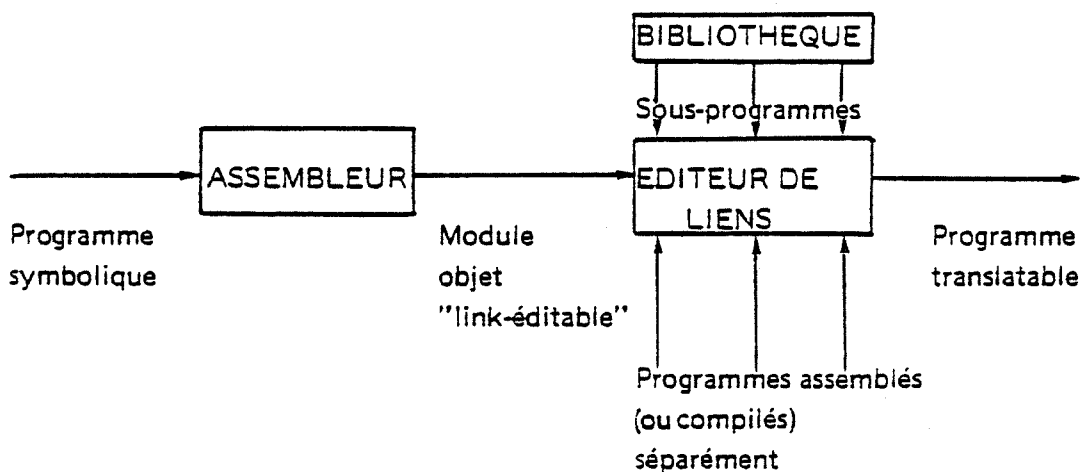 BIBLIOTHEQUE
Sous-programmes
ASSEMBLEUR
EDITEUR DE
LIENS
Programme
symbolique
Module
objet
"link-éditable"
Programme
translatable
Programmes assemblés
(ou compilés)
séparément